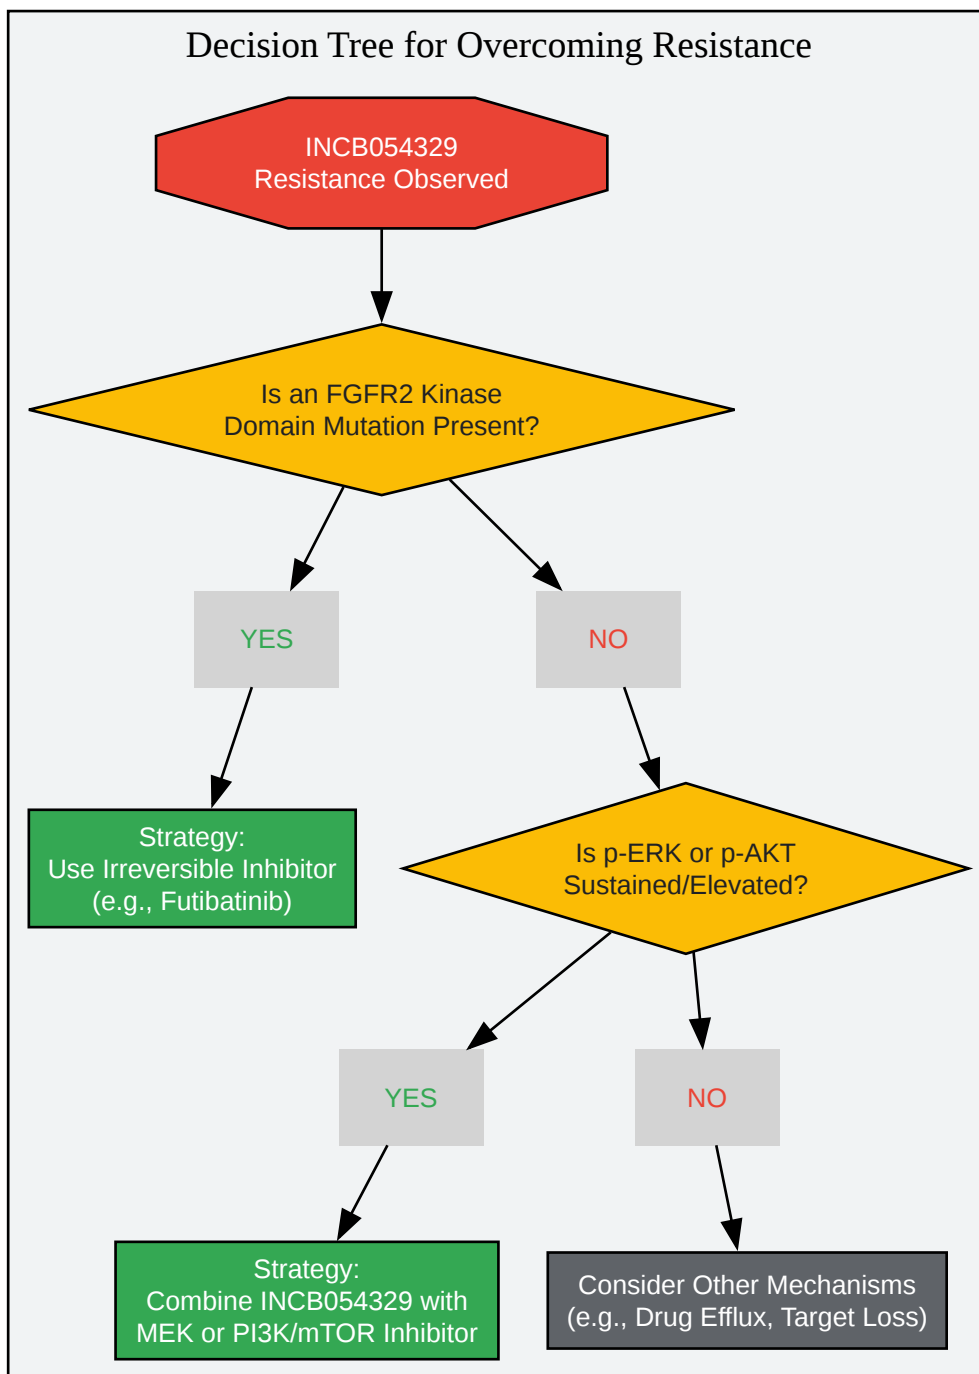 Decision Tree for Overcoming Resistance
INCB054329
Resistance Observed
Is an FGFR2 Kinase
Domain Mutation Present?
YES
NO
Strategy:
Use Irreversible Inhibitor
(e.g., Futibatinib)
Is p-ERK or p-AKT
Sustained/Elevated?
YES
NO
Strategy:
Combine INCB054329 with
MEK or PI3K/mTOR Inhibitor
Consider Other Mechanisms
(e.g., Drug Efflux, Target Loss)